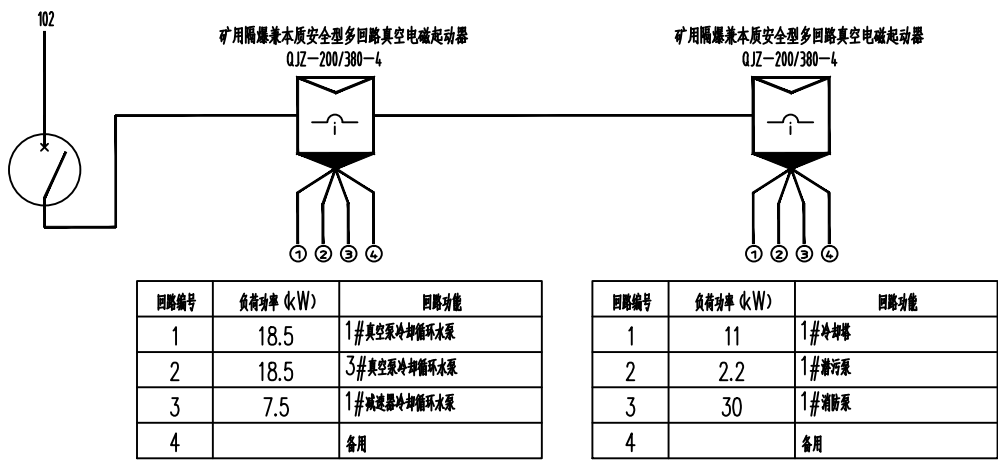 102
矿用隔爆兼本质安全型多回路真空电磁起动器
QJZ-200/380-4
i
① ② ③ ④
回路编号 负荷功率(kW) 回路功能
1 18.5 1#真空泵冷却循环水泵
2 18.5 3#真空泵冷却循环水泵
3 7.5 1#减速器冷却循环水泵
4 备用
矿用隔爆兼本质安全型多回路真空电磁起动器
QJZ-200/380-4
i
① ② ③ ④
回路编号 负荷功率(kW) 回路功能
1 11 1#冷却塔
2 2.2 1#潜污泵
3 30 1#消防泵
4 备用